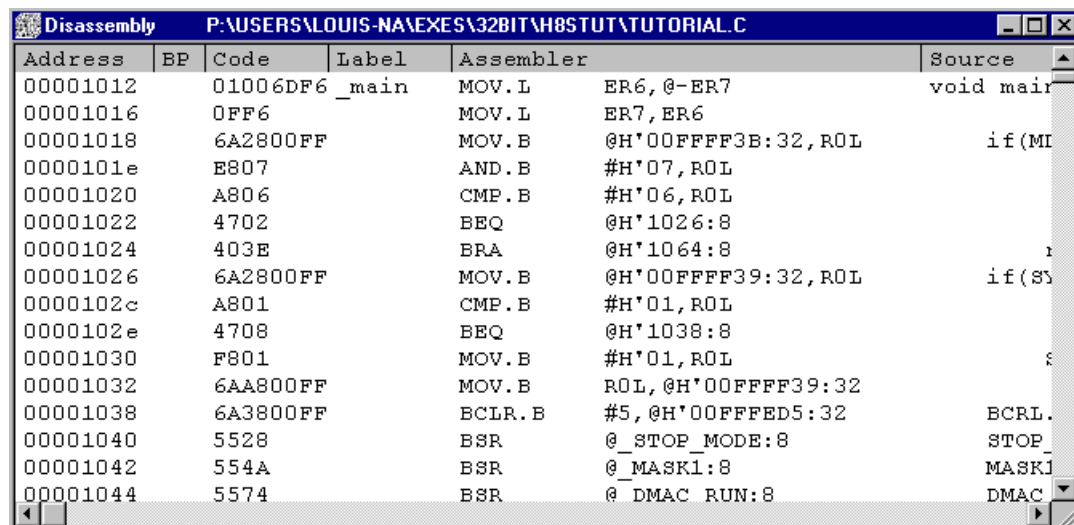 Disassembly P:\USERS\LOUIS-NA\EXES\32BIT\H8STUT\TUTORIAL.C
Address BP Code Label Assembler Source
00001012 01006DF6 _main MOV.L ER6,@-ER7 void main
00001016 0FF6 MOV.L ER7,ER6
00001018 6A2800FF MOV.B @H'00FFFF3B:32,R0L if(MD
0000101e E807 AND.B #H'07,R0L
00001020 A806 CMP.B #H'06,R0L
00001022 4702 BEQ @H'1026:8
00001024 403E BRA @H'1064:8
00001026 6A2800FF MOV.B @H'00FFFF39:32,R0L if(SY
0000102c A801 CMP.B #H'01,R0L
0000102e 4708 BEQ @H'1038:8
00001030 F801 MOV.B #H'01,R0L S
00001032 6AA800FF MOV.B R0L,@H'00FFFF39:32
00001038 6A3800FF BCLR.B #5,@H'00FFFED5:32 BCRL.
00001040 5528 BSR @_STOP_MODE:8 STOP_
00001042 554A BSR @_MASK1:8 MASK1
00001044 5574 BSR @_DMAC_RUN:8 DMAC_